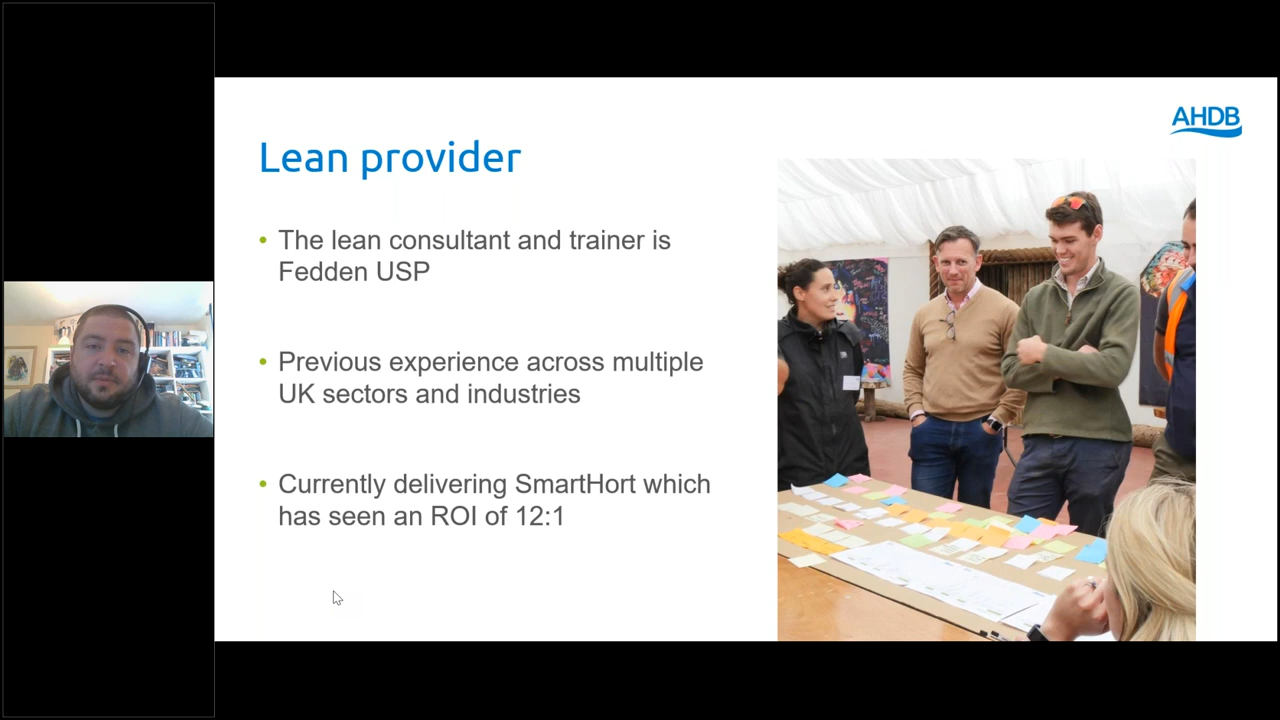 AHDB
Lean provider
• The lean consultant and trainer is
Fedden USP
• Previous experience across multiple
UK sectors and industries
• Currently delivering SmartHort which
has seen an ROI of 12:1